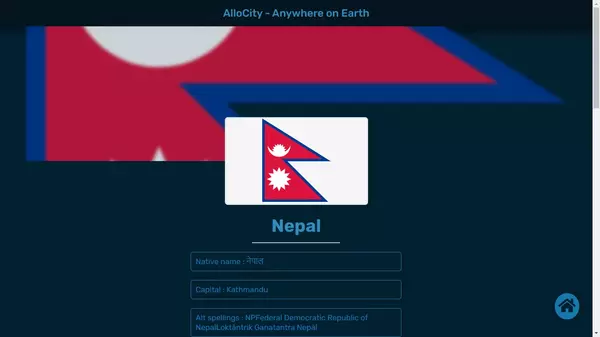 AlloCity - Anywhere on Earth
Nepal
Native name : नेपाल
Capital : Kathmandu
Alt spellings : NPFederal Democratic Republic of
NepalLoktāntrik Ganatantra Nepāl